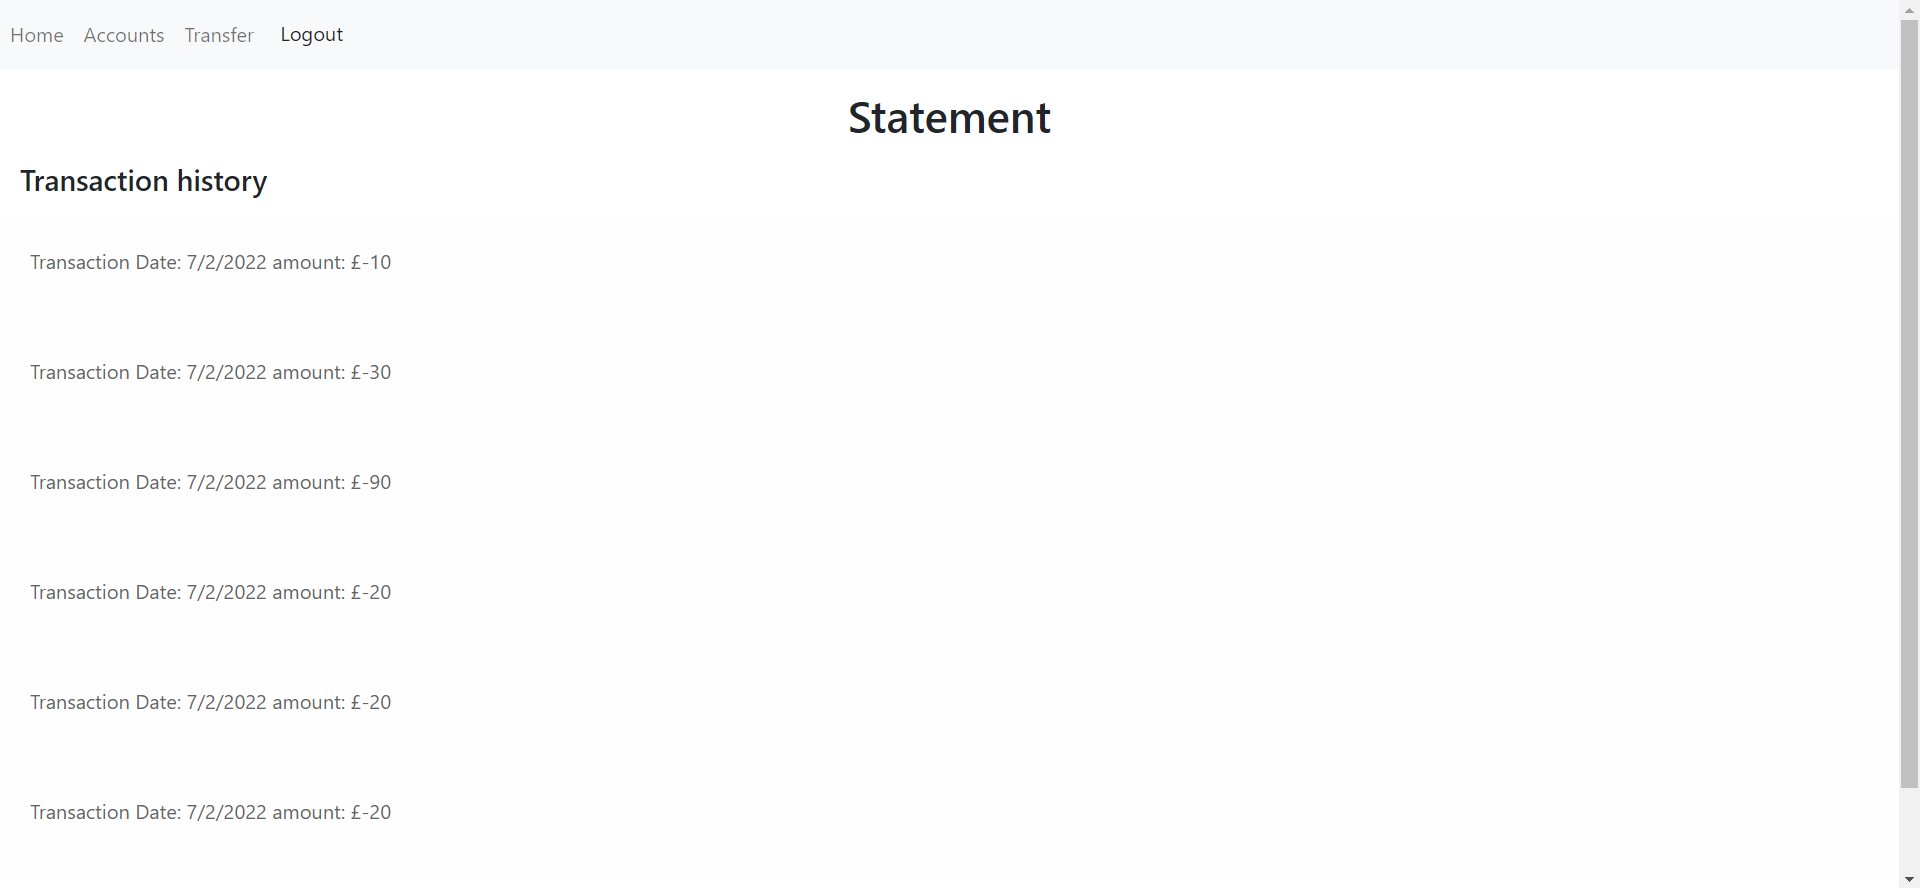 Home Accounts Transfer Logout
Statement
Transaction history
Transaction Date: 7/2/2022 amount: £-10
Transaction Date: 7/2/2022 amount: £-30
Transaction Date: 7/2/2022 amount: £-90
Transaction Date: 7/2/2022 amount: £-20
Transaction Date: 7/2/2022 amount: £-20
Transaction Date: 7/2/2022 amount: £-20